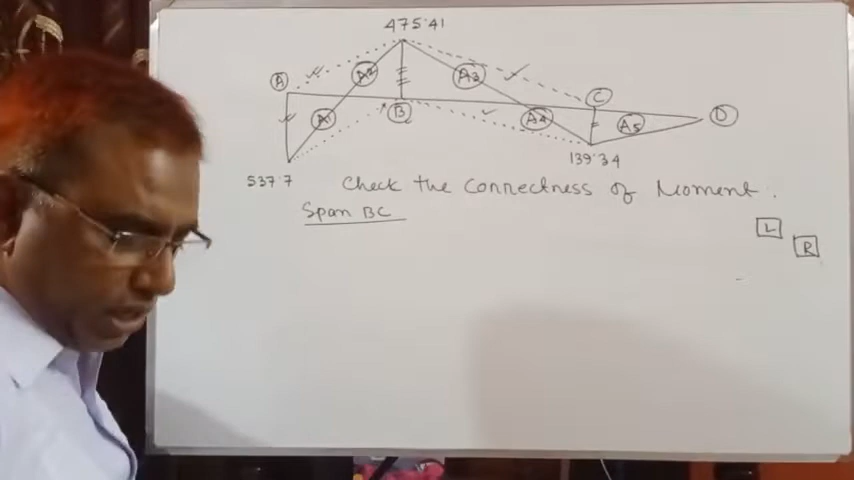 475·41
A
A2
A3
C
A1
B
A4
A5
D
139·34
537·7
Check the Correctness of Moment.
Span BC
L
R